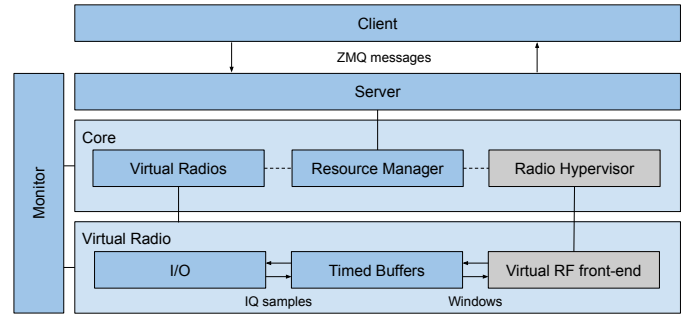 Client
ZMQ messages
Server
Monitor
Core
Virtual Radios
Resource Manager
Radio Hypervisor
Virtual Radio
I/O
Timed Buffers
Virtual RF front-end
IQ samples
Windows